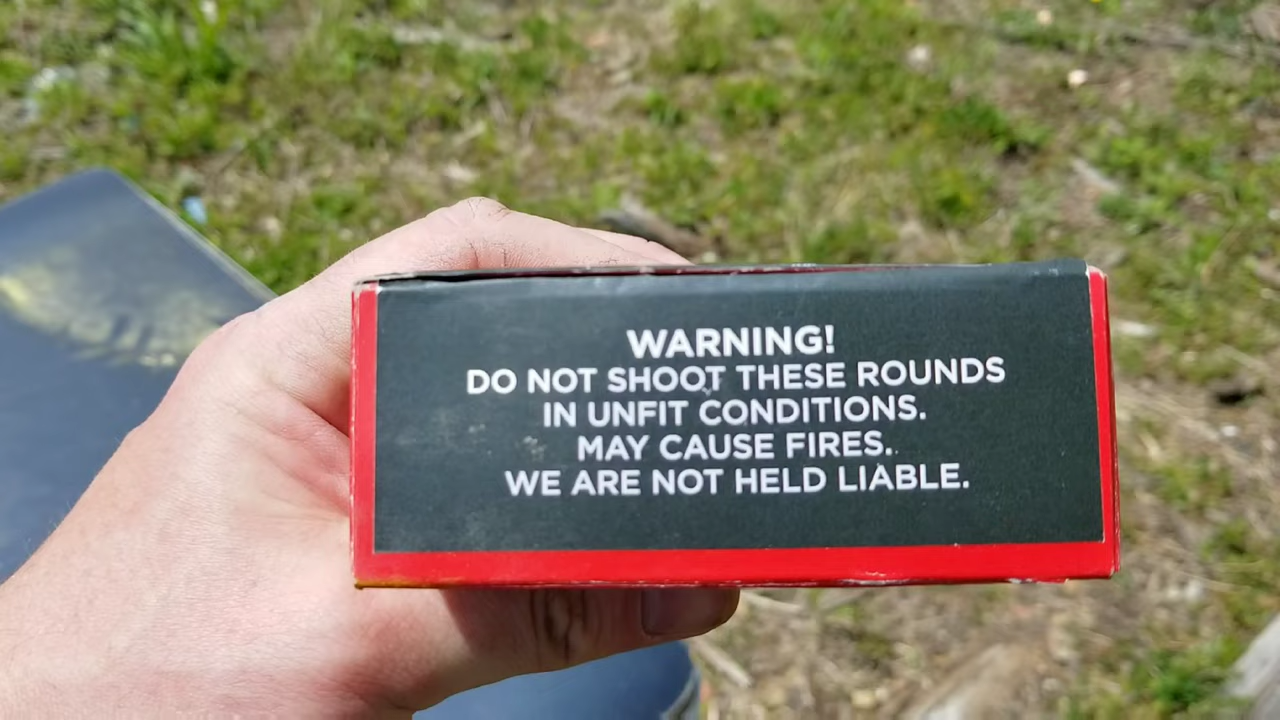 WARNING!
DO NOT SHOOT THESE ROUNDS
IN UNFIT CONDITIONS.
MAY CAUSE FIRES.
WE ARE NOT HELD LIABLE.